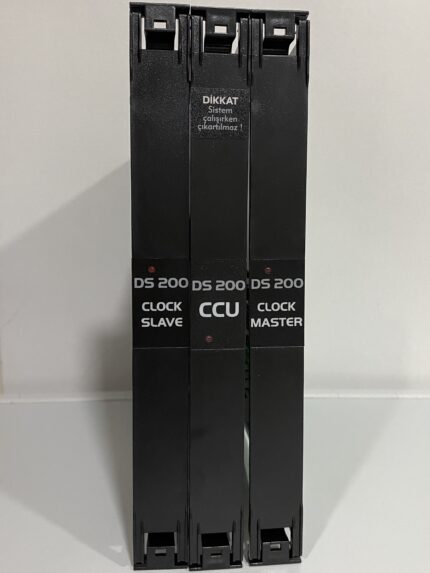 DİKKAT
Sistem
çalışırken
çıkartılmaz !
DS 200
CLOCK
SLAVE
DS 200
CCU
DS 200
CLOCK
MASTER